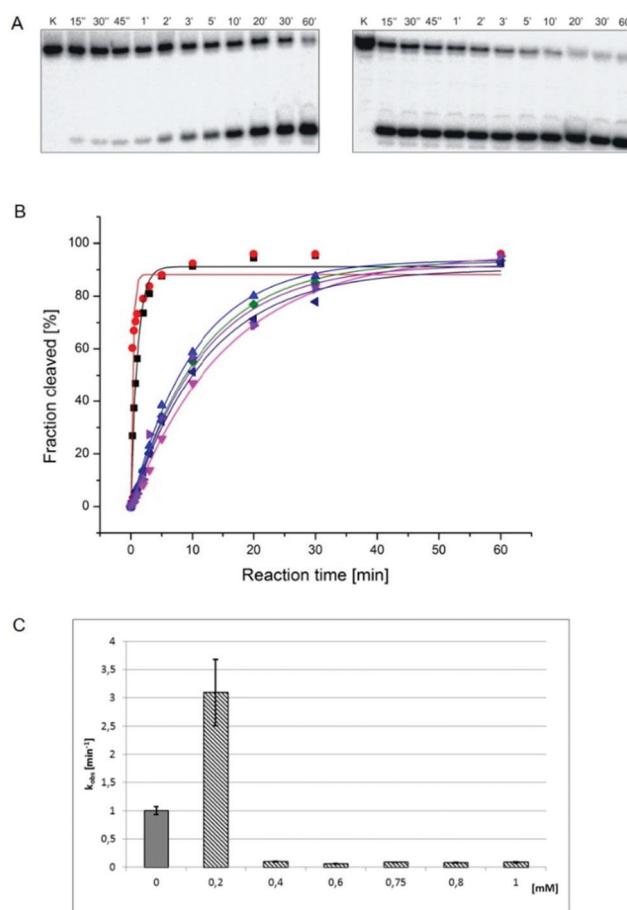 A
K 15'' 30'' 45'' 1' 2' 3' 5' 10' 20' 30' 60'
K 15'' 30'' 45'' 1' 2' 3' 5' 10' 20' 30' 60'
B
Fraction cleaved [%]
100
80
60
40
20
0
0 10 20 30 40 50 60
Reaction time [min]
C
k_obs [min⁻¹]
4
3,5
3
2,5
2
1,5
1
0,5
0
0 0,2 0,4 0,6 0,75 0,8 1 [mM]